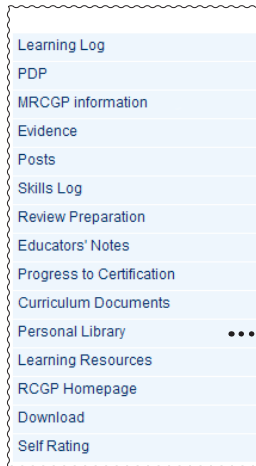 Learning Log
PDP
MRCGP information
Evidence
Posts
Skills Log
Review Preparation
Educators' Notes
Progress to Certification
Curriculum Documents
Personal Library
Learning Resources
RCGP Homepage
Download
Self Rating